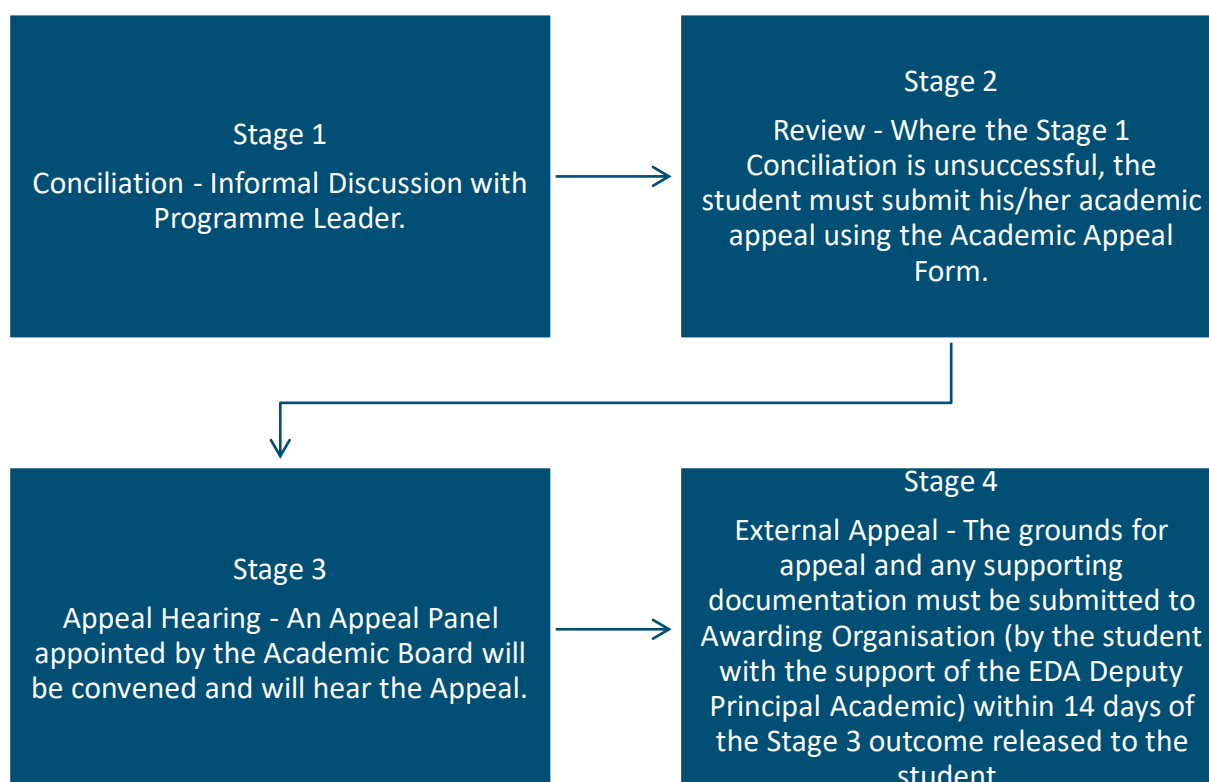 Stage 1
Conciliation - Informal Discussion with
Programme Leader.
Stage 2
Review - Where the Stage 1
Conciliation is unsuccessful, the
student must submit his/her academic
appeal using the Academic Appeal
Form.
Stage 3
Appeal Hearing - An Appeal Panel
appointed by the Academic Board will
be convened and will hear the Appeal.
Stage 4
External Appeal - The grounds for
appeal and any supporting
documentation must be submitted to
Awarding Organisation (by the student
with the support of the EDA Deputy
Principal Academic) within 14 days of
the Stage 3 outcome released to the
student